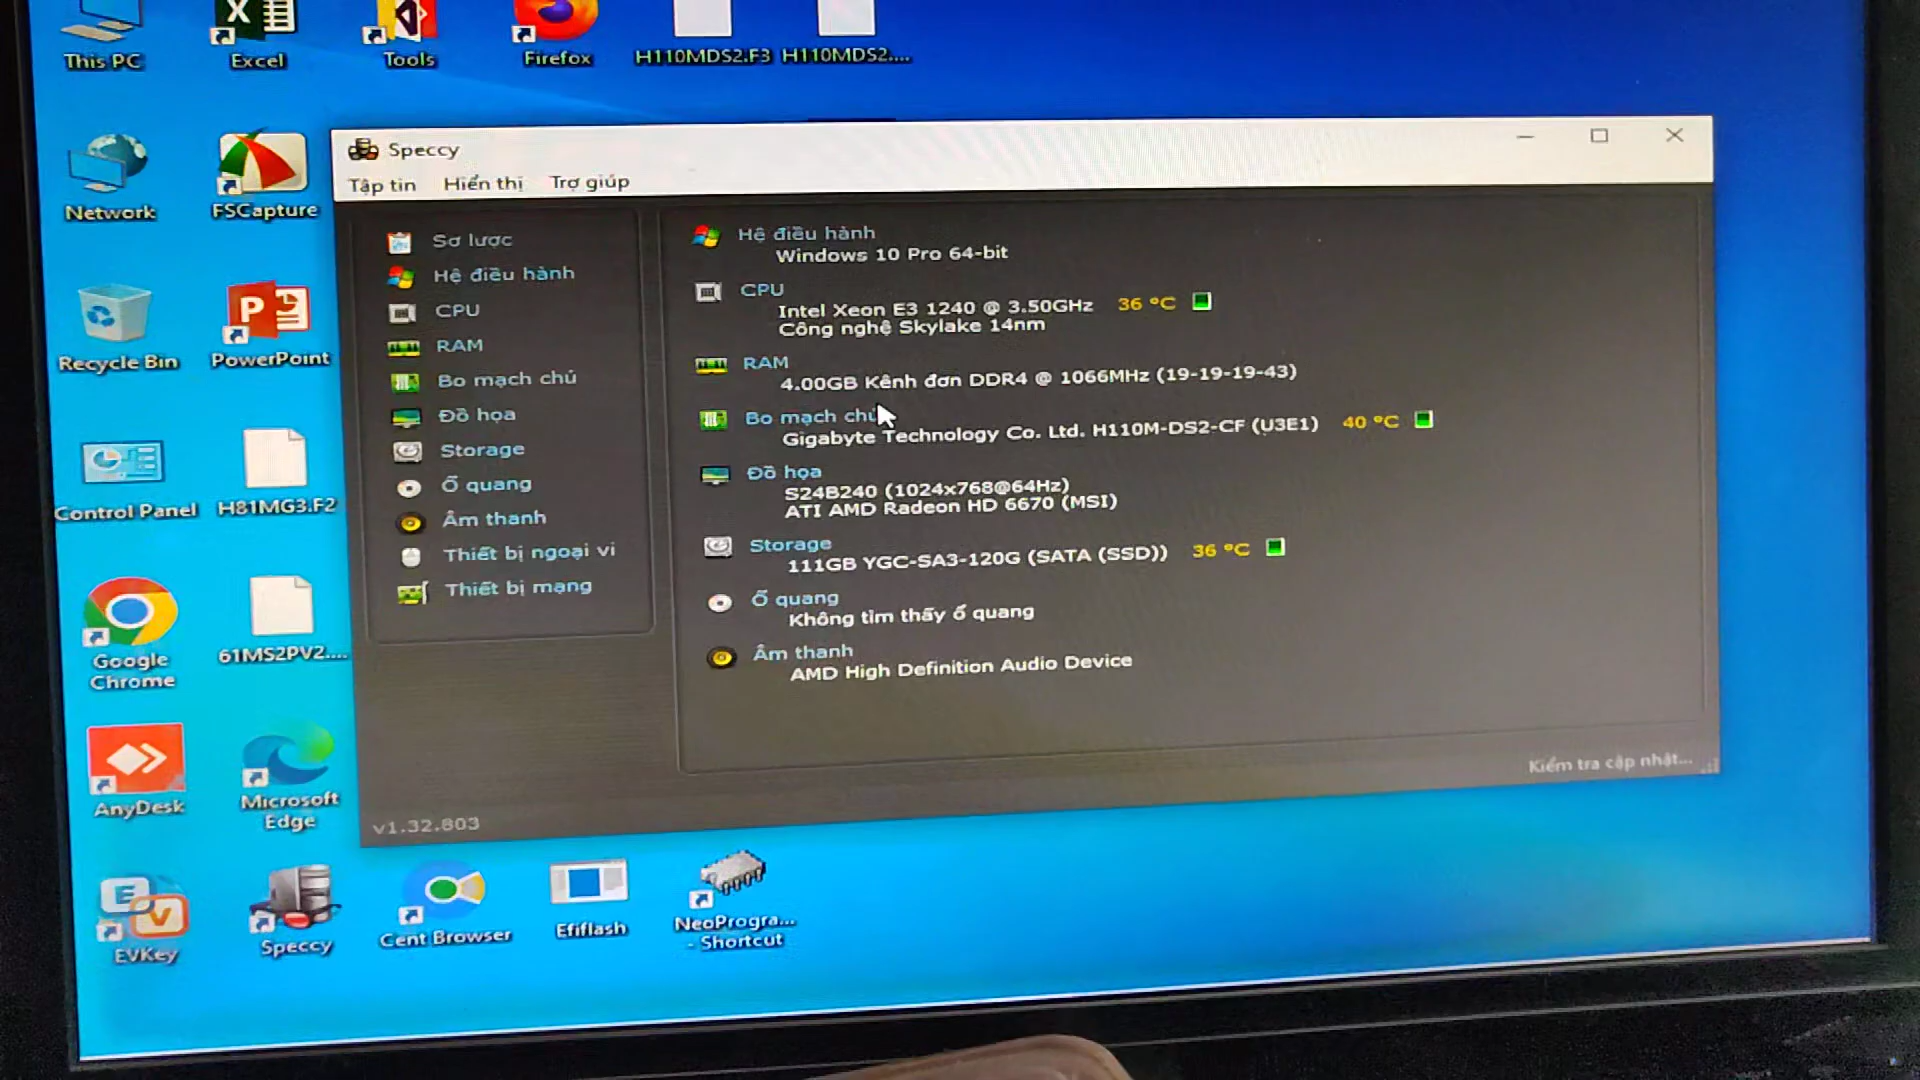 This PC
Excel
Tools
Firefox
H110MDS2.F3
H110MDS2....
Network
FSCapture
Recycle Bin
PowerPoint
Control Panel
H81MG3.F2
Google
Chrome
61MS2PV2....
AnyDesk
Microsoft
Edge
EVKey
Speccy
Cent Browser
Efiflash
NeoProgra...
- Shortcut
Speccy
Tập tin Hiển thị Trợ giúp
Sơ lược
Hệ điều hành
CPU
RAM
Bo mạch chủ
Đồ họa
Storage
Ổ quang
Âm thanh
Thiết bị ngoại vi
Thiết bị mạng
Hệ điều hành
Windows 10 Pro 64-bit
CPU
Intel Xeon E3 1240 @ 3.50GHz 36 °C
Công nghệ Skylake 14nm
RAM
4.00GB Kênh đơn DDR4 @ 1066MHz (19-19-19-43)
Bo mạch chủ
Gigabyte Technology Co. Ltd. H110M-DS2-CF (U3E1) 40 °C
Đồ họa
S24B240 (1024x768@64Hz)
ATI AMD Radeon HD 6670 (MSI)
Storage
111GB YGC-SA3-120G (SATA (SSD)) 36 °C
Ổ quang
Không tìm thấy ổ quang
Âm thanh
AMD High Definition Audio Device
Kiểm tra cập nhật...
v1.32.803